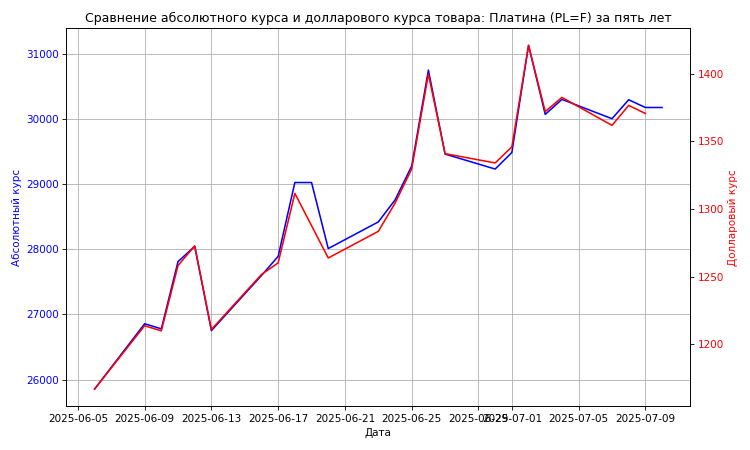 Сравнение абсолютного курса и долларового курса товара: Платина (PL=F) за пять лет
31000
30000
29000
28000
27000
26000
Абсолютный курс
1400
1350
1300
1250
1200
Долларовый курс
2025-06-05 2025-06-09 2025-06-13 2025-06-17 2025-06-21 2025-06-25 2025-06-29 2025-07-01 2025-07-05 2025-07-09
Дата